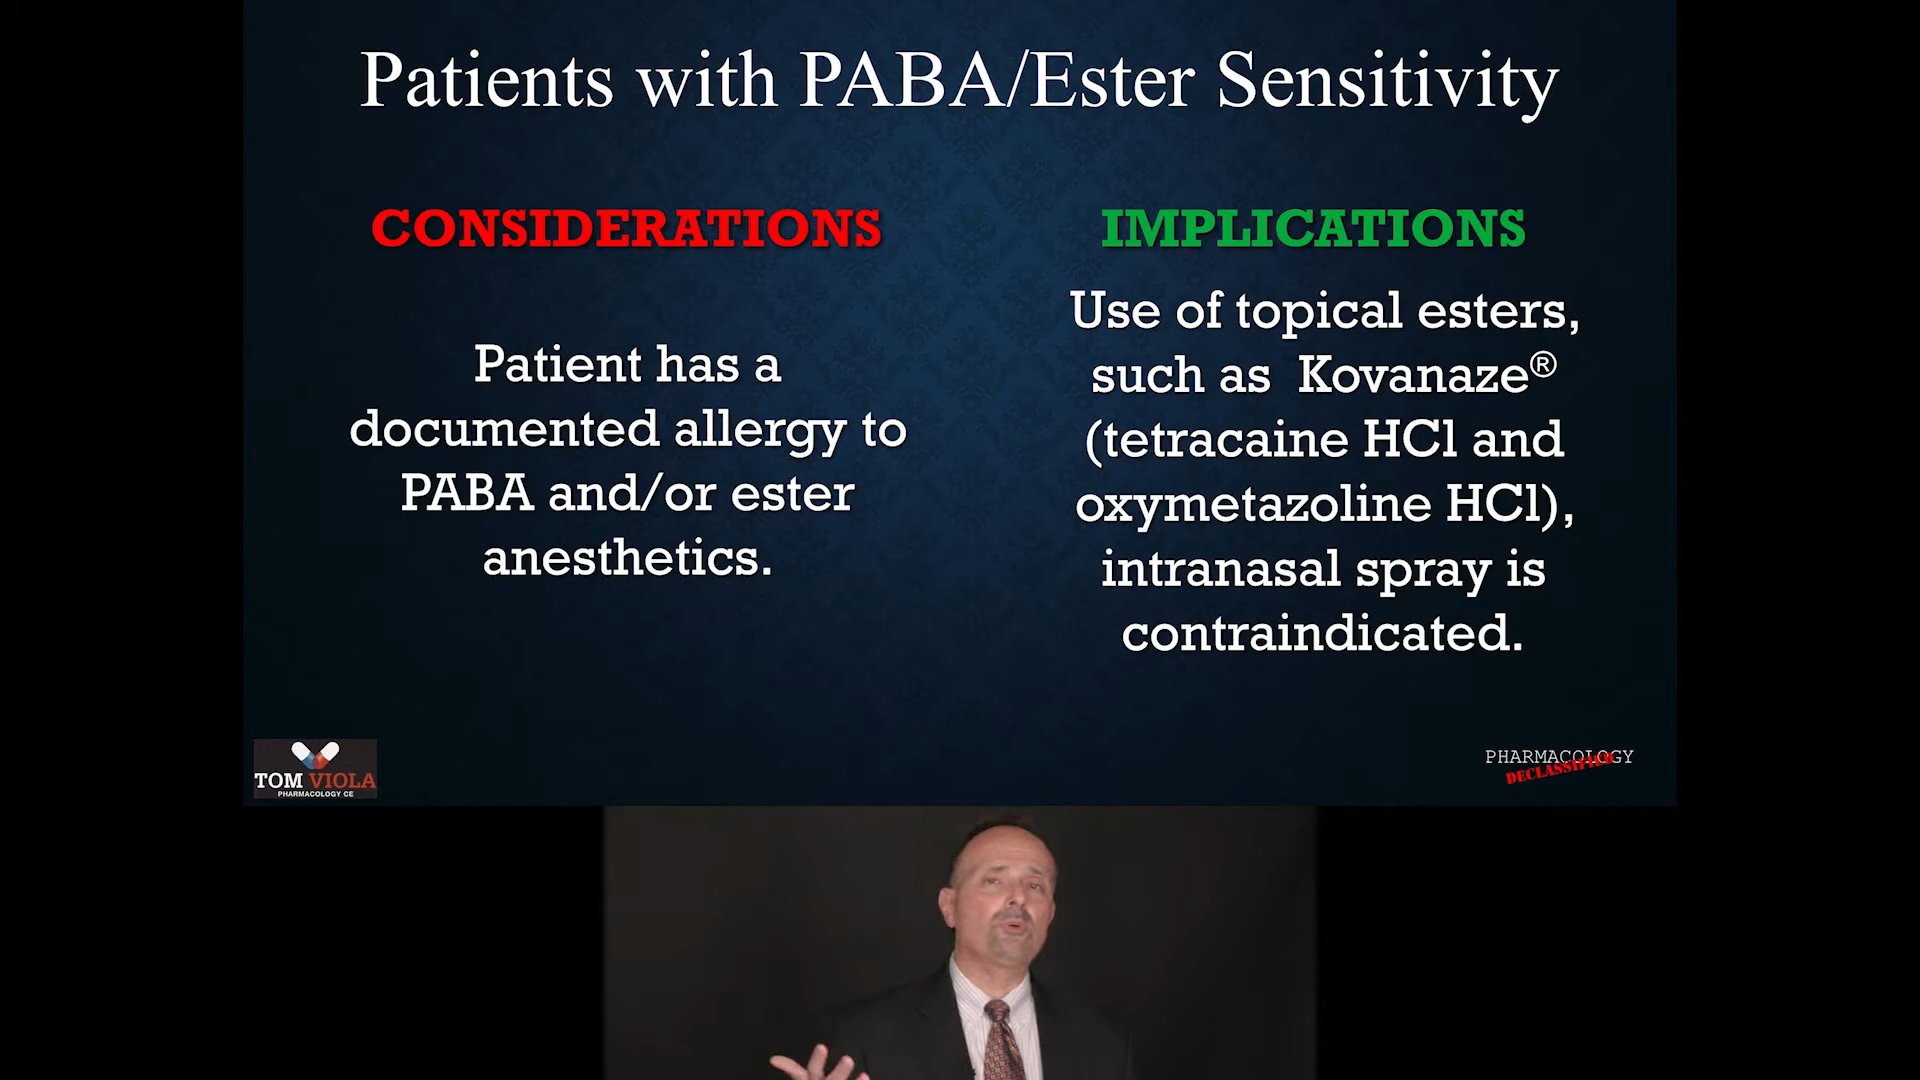 Patients with PABA/Ester Sensitivity
CONSIDERATIONS
Patient has a
documented allergy to
PABA and/or ester
anesthetics.
IMPLICATIONS
Use of topical esters,
such as Kovanaze®
(tetracaine HCl and
oxymetazoline HCl),
intranasal spray is
contraindicated.
TOM VIOLA
PHARMACOLOGY CE
PHARMACOLOGY
DECLASSIFIED